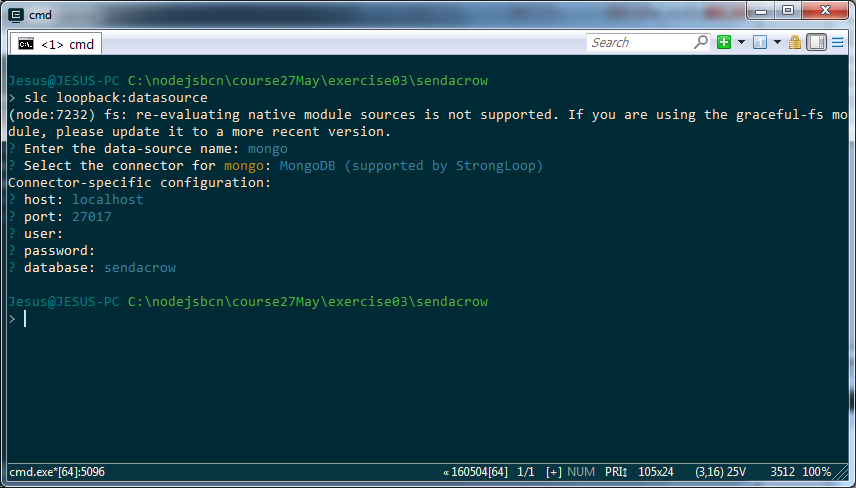 cmd
<1> cmd
Search
Jesus@JESUS-PC C:\nodejsbcn\course27May\exercise03\sendacrow
> slc loopback:datasource
(node:7232) fs: re-evaluating native module sources is not supported. If you are using the graceful-fs mo
dule, please update it to a more recent version.
? Enter the data-source name: mongo
? Select the connector for mongo: MongoDB (supported by StrongLoop)
Connector-specific configuration:
? host: localhost
? port: 27017
? user:
? password:
? database: sendacrow
Jesus@JESUS-PC C:\nodejsbcn\course27May\exercise03\sendacrow
>
cmd.exe*[64]:5096 « 160504[64] 1/1 [+] NUM PRI↕ 105x24 (3,16) 25V 3512 100%